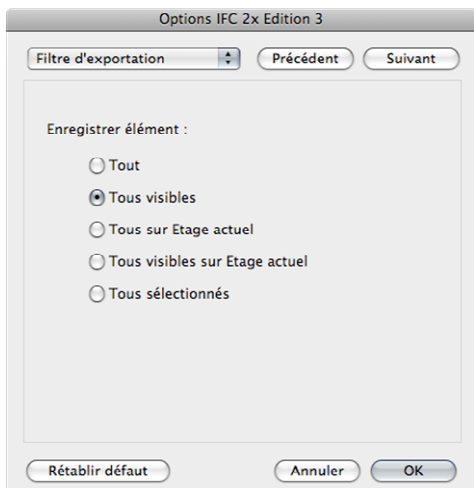 Options IFC 2x Edition 3
Filtre d'exportation
Précédent
Suivant
Enregistrer élément :
Tout
Tous visibles
Tous sur Etage actuel
Tous visibles sur Etage actuel
Tous sélectionnés
Rétablir défaut
Annuler
OK